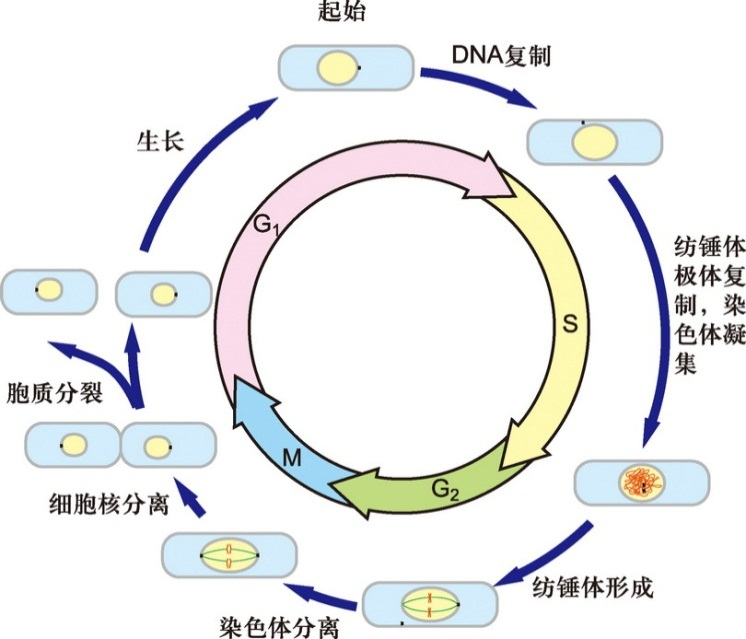 起始
DNA复制
生长
G₁
纺锤体
极体复
制，染
色体凝
集
S
胞质分裂
M
G₂
细胞核分离
纺锤体形成
染色体分离